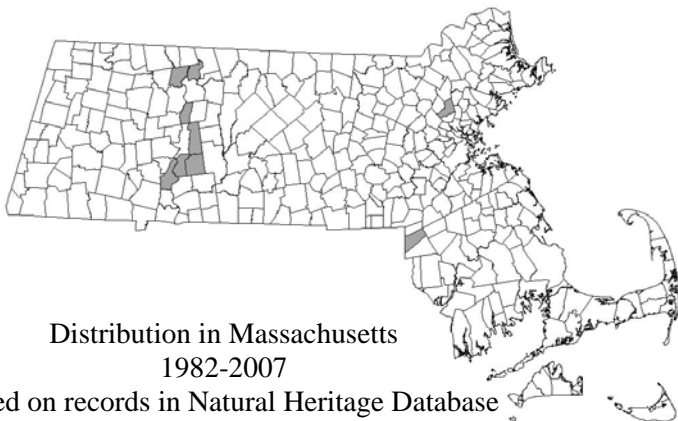 Distribution in Massachusetts
1982-2007
ed on records in Natural Heritage Database